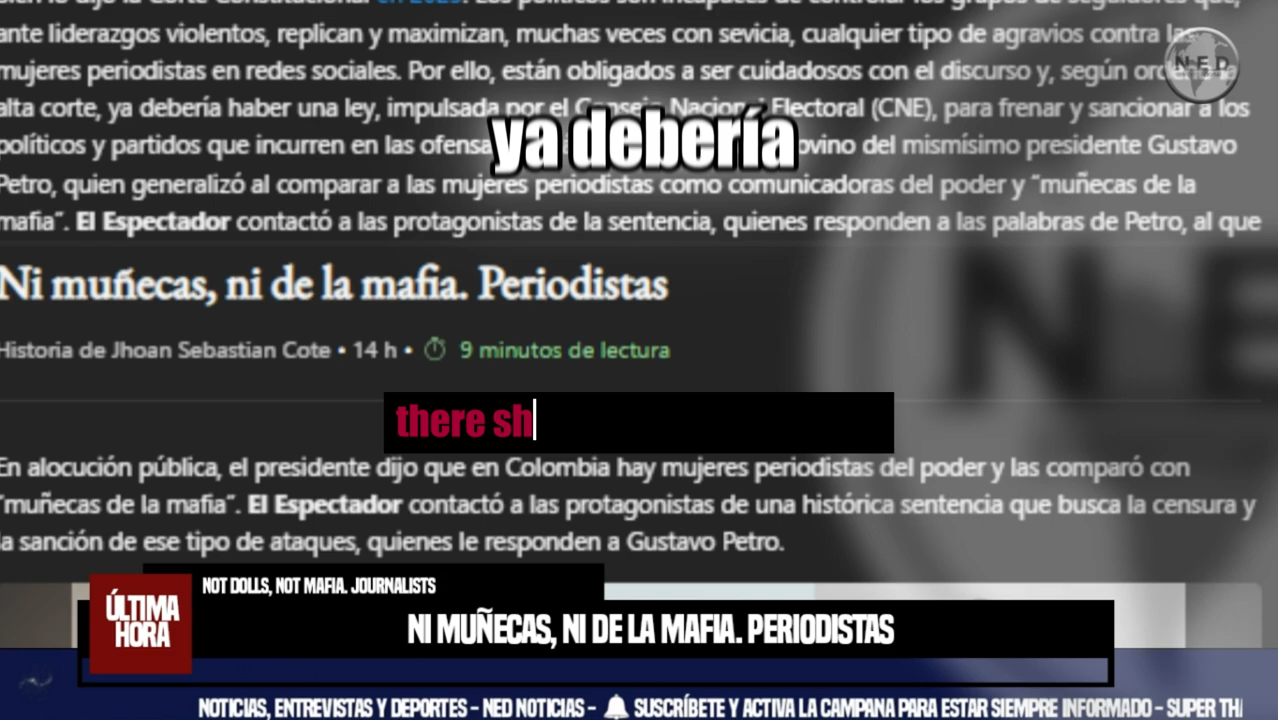 ante liderazgos violentos, replican y maximizan, muchas veces con sevicia, cualquier tipo de agravios contra las
mujeres periodistas en redes sociales. Por ello, están obligados a ser cuidadosos con el discurso y, según ordenó la
NED
alta corte, ya debería haber una ley, impulsada por el Consejo Nacional Electoral (CNE), para frenar y sancionar a los
ya debería
políticos y partidos que incurren en las ofensa ovino del mismísimo presidente Gustavo
Petro, quien generalizó al comparar a las mujeres periodistas como comunicadoras del poder y "muñecas de la
mafia". El Espectador contactó a las protagonistas de la sentencia, quienes responden a las palabras de Petro, al que
Ni muñecas, ni de la mafia. Periodistas
NE
Historia de Jhoan Sebastian Cote • 14 h • 9 minutos de lectura
there sh
En alocución pública, el presidente dijo que en Colombia hay mujeres periodistas del poder y las comparó con
"muñecas de la mafia". El Espectador contactó a las protagonistas de una histórica sentencia que busca la censura y
la sanción de ese tipo de ataques, quienes le responden a Gustavo Petro.
NOT DOLLS, NOT MAFIA. JOURNALISTS
ÚLTIMA
HORA
NI MUÑECAS, NI DE LA MAFIA. PERIODISTAS
NOTICIAS, ENTREVISTAS Y DEPORTES - NED NOTICIAS - SUSCRÍBETE Y ACTIVA LA CAMPANA PARA ESTAR SIEMPRE INFORMADO - SUPER TH